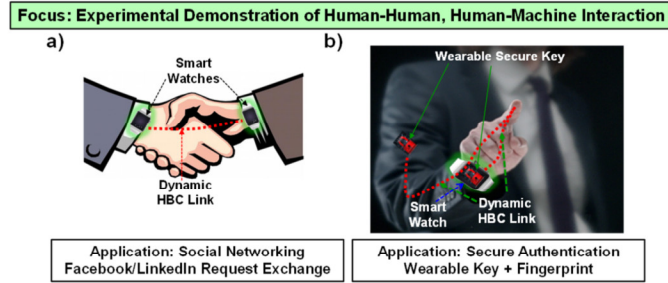 Focus: Experimental Demonstration of Human-Human, Human-Machine Interaction
a)
Smart
Watches
Dynamic
HBC Link
Application: Social Networking
Facebook/LinkedIn Request Exchange
b)
Wearable Secure Key
Smart
Watch
Dynamic
HBC Link
Application: Secure Authentication
Wearable Key + Fingerprint